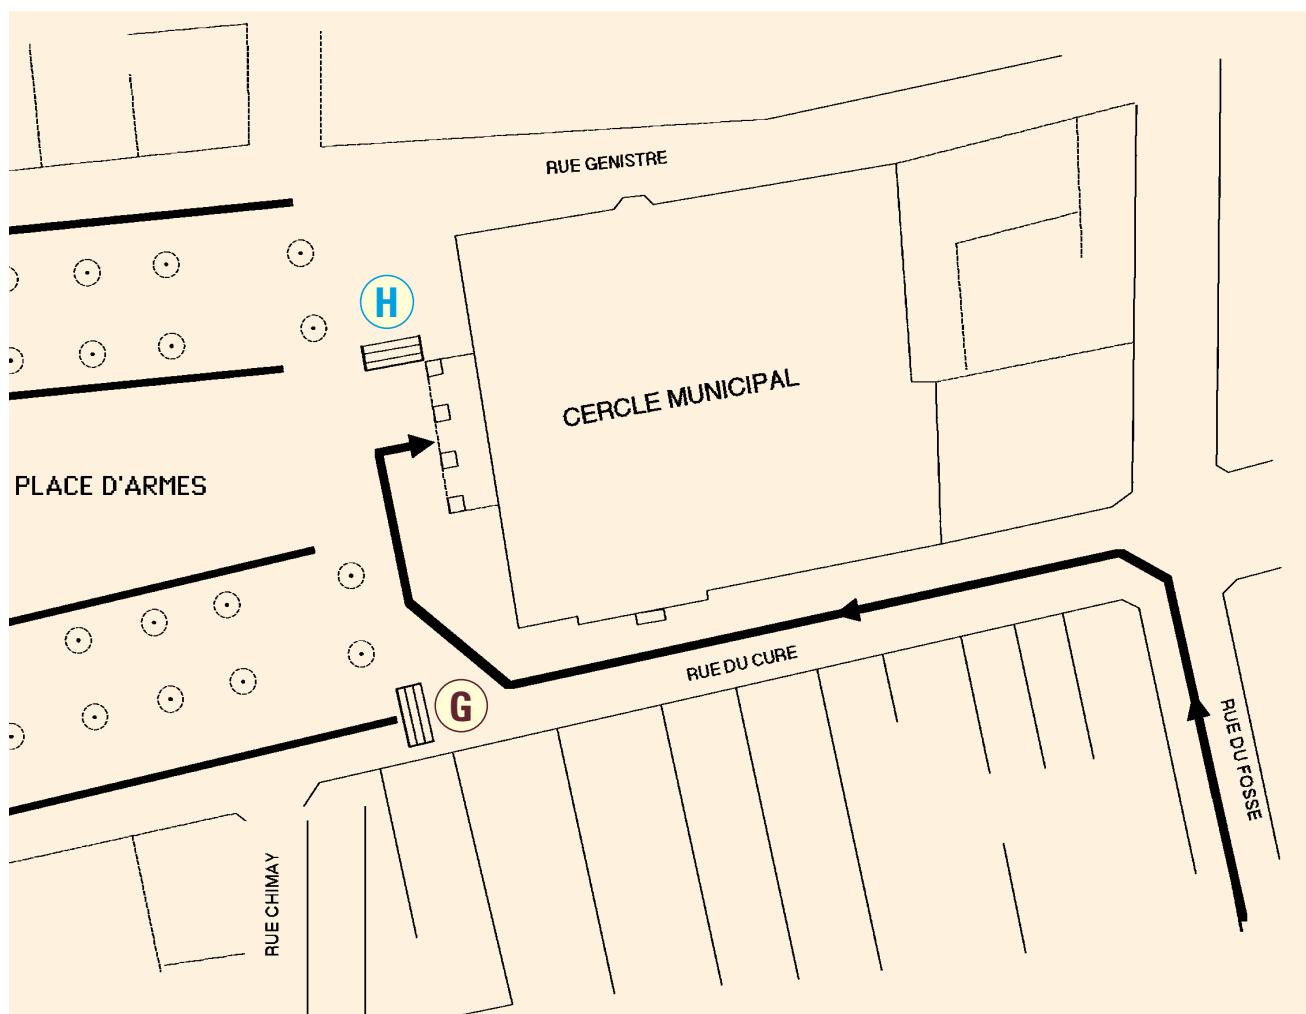 RUE GENISTRE
H
CERCLE MUNICIPAL
PLACE D'ARMES
RUE DU CURE
G
RUE DU FOSSE
RUE CHIMAY